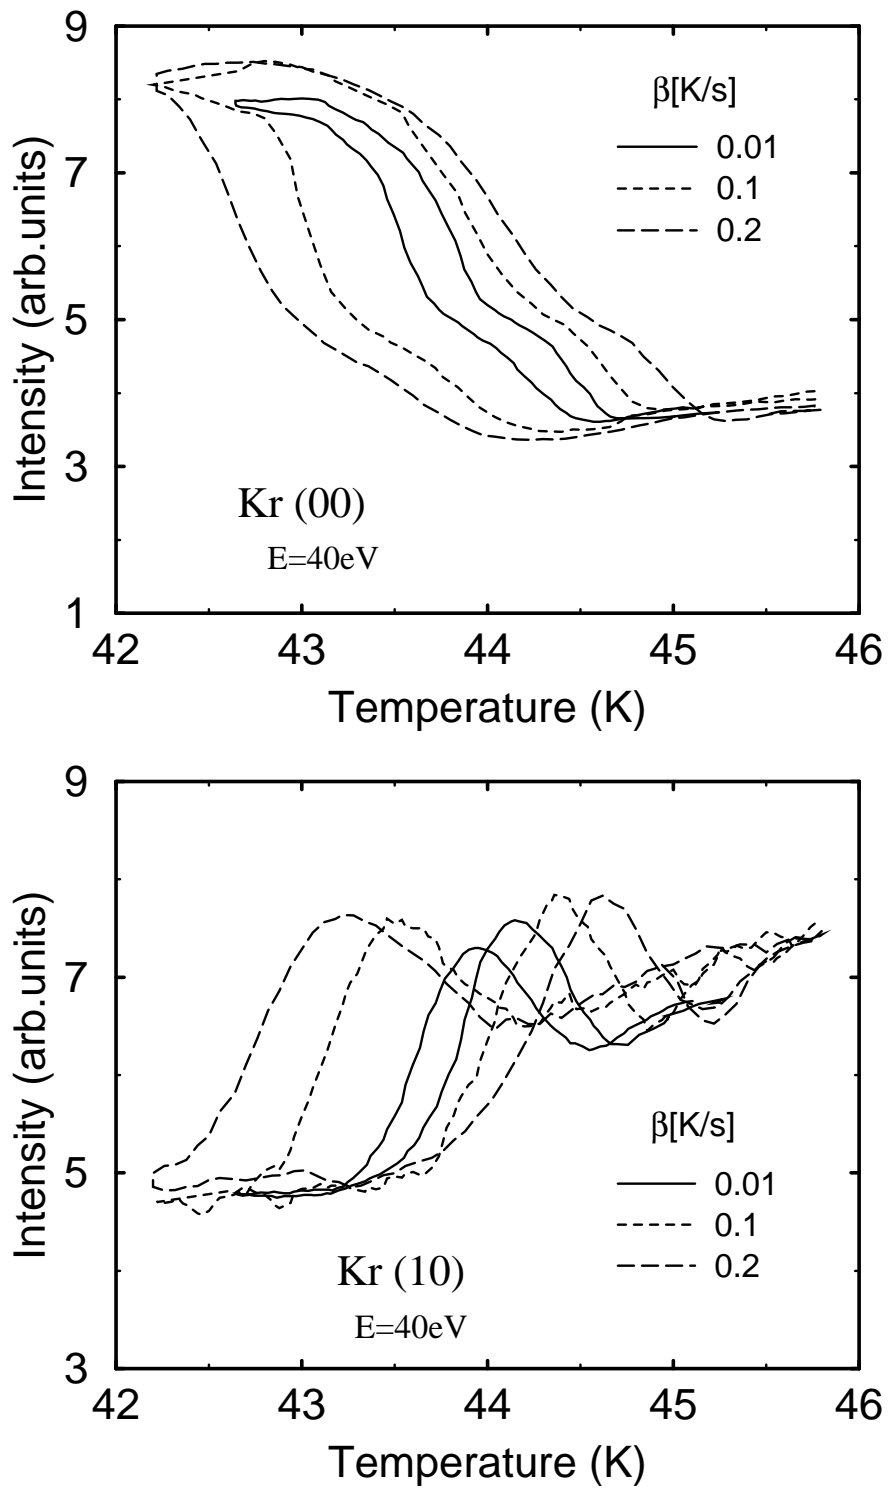 9
7
5
3
1
Intensity (arb.units)
β[K/s]
0.01
0.1
0.2
Kr (00)
E=40eV
42 43 44 45 46
Temperature (K)
9
7
5
3
Intensity (arb.units)
β[K/s]
0.01
0.1
0.2
Kr (10)
E=40eV
42 43 44 45 46
Temperature (K)